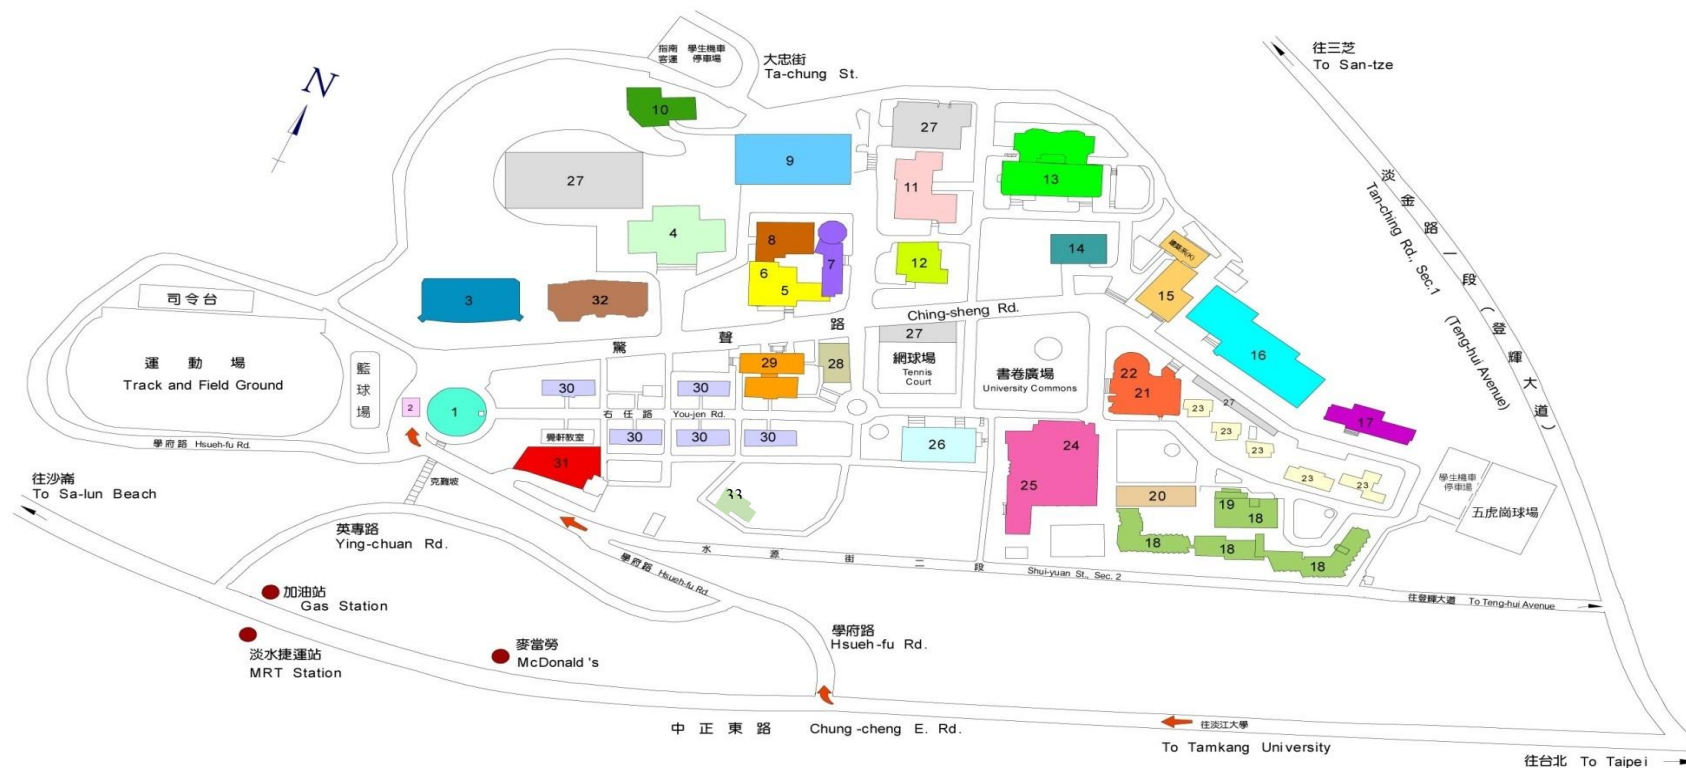 指南 學生機車
客運 停車場
大忠街
Ta-chung St.
往三芝
To San-tze
N
10
27
9
27
11
13
4
8
7
6
5
12
14
建築系(K)
15
淡金路一段(登輝大道)
Tan-ching Rd., Sec.1 (Teng-hui Avenue)
司令台
3
32
Ching-sheng Rd.
驚聲路
27
16
運動場
Track and Field Ground
籃球場
29
28
網球場
Tennis
Court
書卷廣場
University Commons
22
21
30
30
2
1
右任路 You-jen Rd.
23
27
17
覺軒教室
30
30
30
26
24
23
23
學府路 Hsueh-fu Rd.
31
克難坡
25
23
23
學生機車
停車場
五虎崗球場
往沙崙
To Sa-lun Beach
33
20
19
18
18
18
18
英專路
Ying-chuan Rd.
水源街二段
Shui-yuan St., Sec. 2
學府路 Hsueh-fu Rd.
往登輝大道 To Teng-hui Avenue
加油站
Gas Station
淡水捷運站
MRT Station
麥當勞
McDonald's
學府路
Hsueh-fu Rd.
中正東路 Chung-cheng E. Rd.
往淡江大學
To Tamkang University
往台北 To Taipei